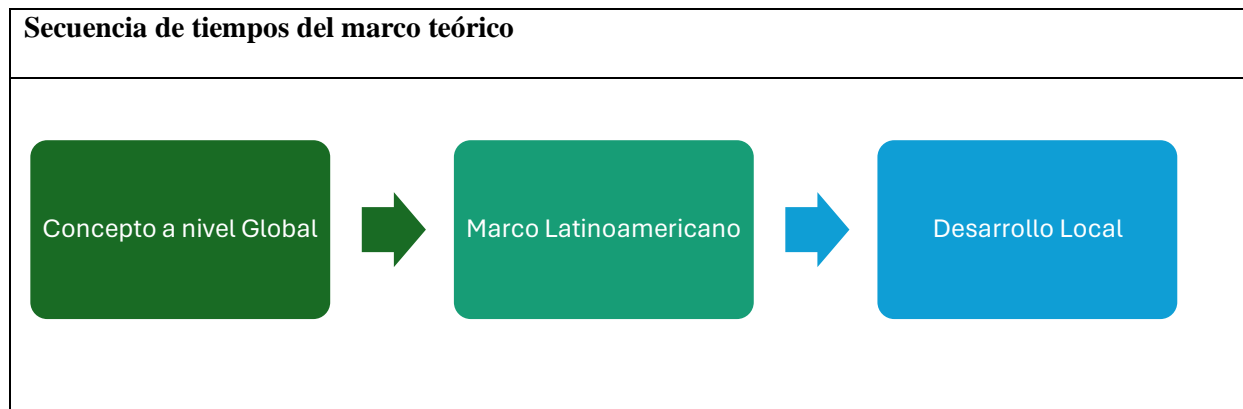 Secuencia de tiempos del marco teórico
Concepto a nivel Global
Marco Latinoamericano
Desarrollo Local